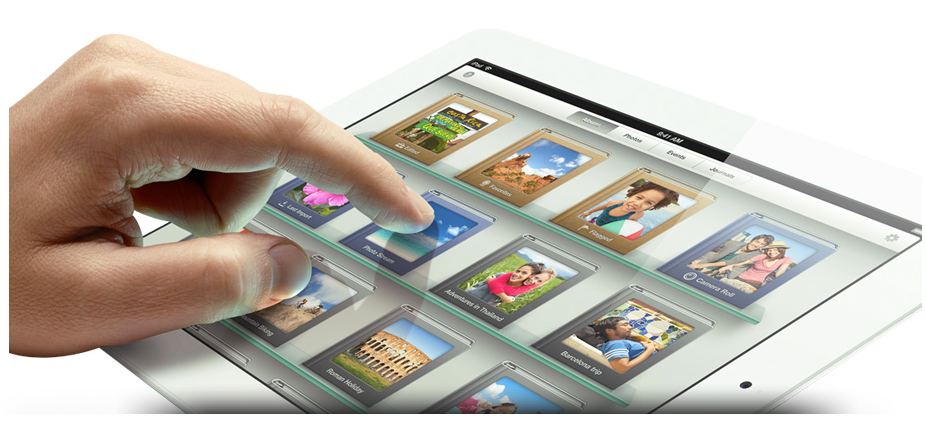 iPad
9:41 AM
Albums
Photos
Events
Journals
Edited
Favorites
Flagged
Camera Roll
Last Import
Photo Stream
Adventures in Thailand
Barcelona trip
Biking
Roman Holiday